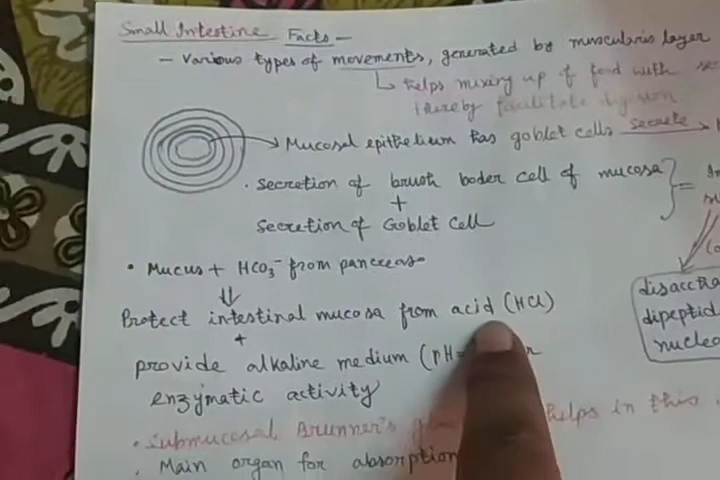 Small Intestine Facts -
- Various types of movements, generated by muscularis layer
↳ helps mixing up of food with
thereby facilitate digestion
→ Mucosal epithelium has goblet cells secrete →
. secretion of brush boder cell of mucosa } =
+
secretion of Goblet Cell
• Mucus + HCO3⁻ from pancreas
⇓
Protect intestinal mucosa from acid (HCl)
+
provide alkaline medium (pH=
enzymatic activity
disaccha
dipeptid
nucleo
• Submucosal Brunner's helps in this
. Main organ for absorption